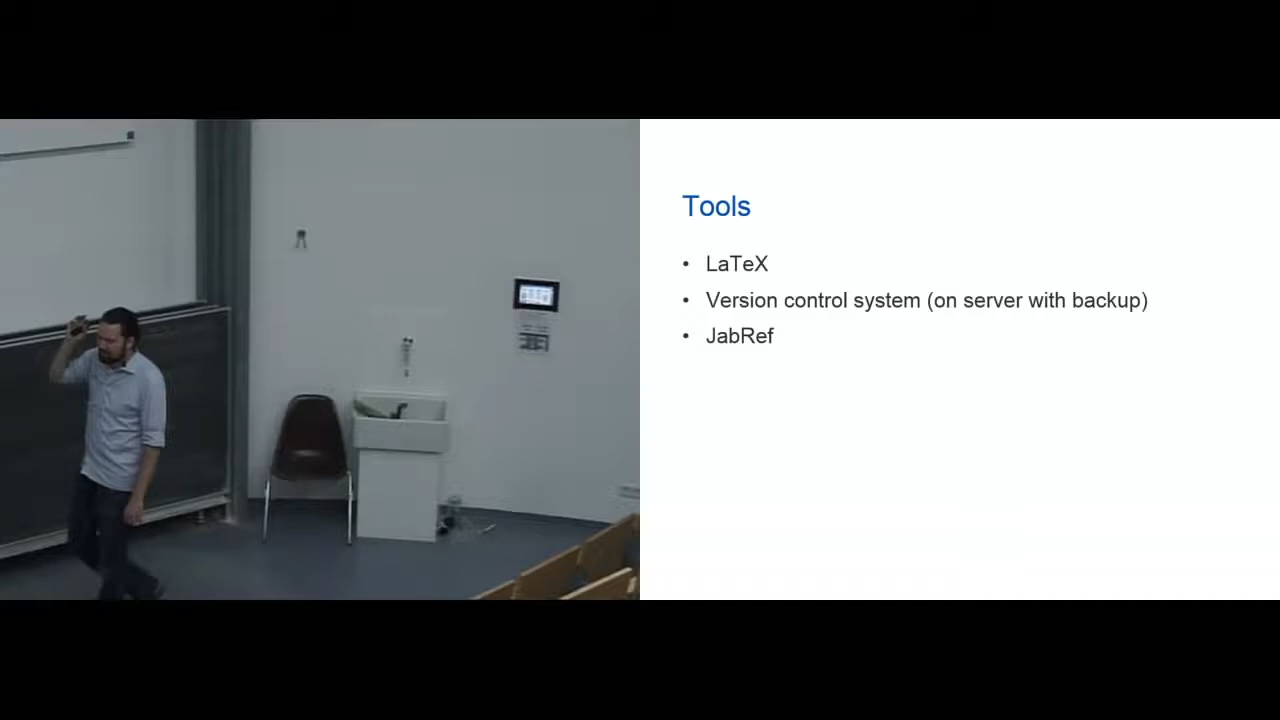 Tools
• LaTeX
• Version control system (on server with backup)
• JabRef